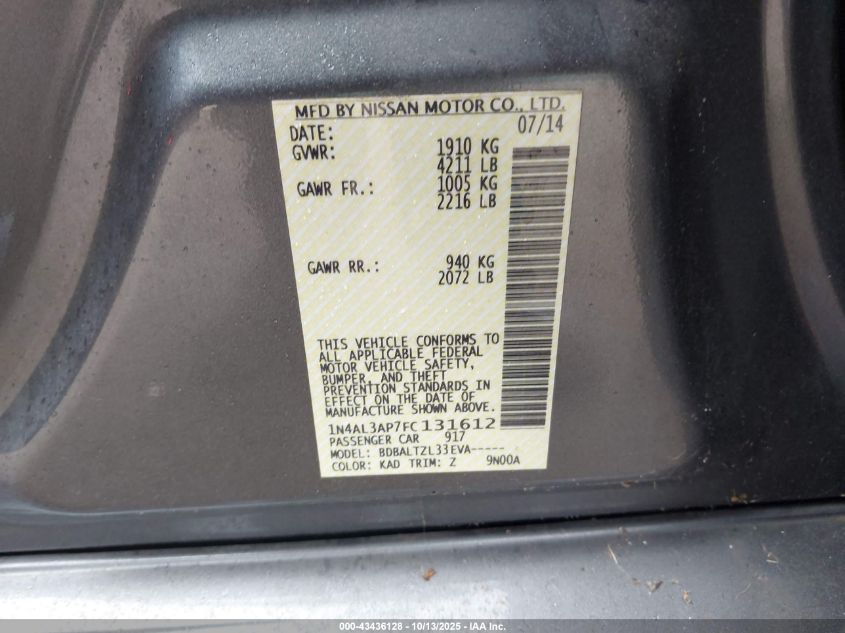 MFD BY NISSAN MOTOR CO., LTD.
DATE: 07/14
GVWR: 1910 KG
4211 LB
GAWR FR.: 1005 KG
2216 LB
GAWR RR.: 940 KG
2072 LB
THIS VEHICLE CONFORMS TO
ALL APPLICABLE FEDERAL
MOTOR VEHICLE SAFETY,
BUMPER, AND THEFT
PREVENTION STANDARDS IN
EFFECT ON THE DATE OF
MANUFACTURE SHOWN ABOVE.
1N4AL3AP7FC131612
PASSENGER CAR 917
MODEL: BDBALTZL33EVA-----
COLOR: KAD TRIM: Z 9N00A
000-43436128 - 10/13/2025 - IAA Inc.